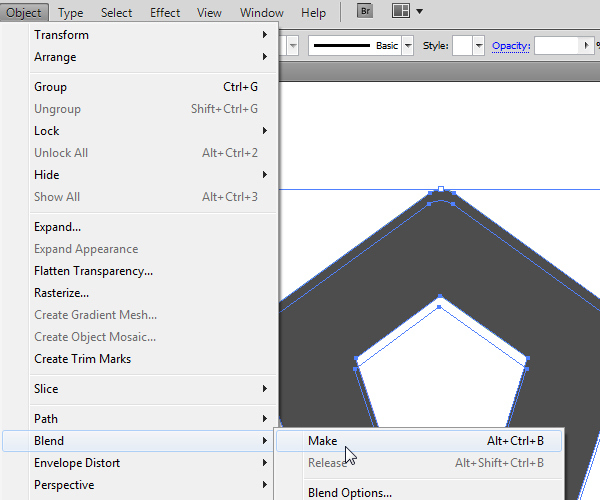 Object Type Select Effect View Window Help Br
Basic Style: Opacity:
Transform
Arrange
Group Ctrl+G
Ungroup Shift+Ctrl+G
Lock
Unlock All Alt+Ctrl+2
Hide
Show All Alt+Ctrl+3
Expand...
Expand Appearance
Flatten Transparency...
Rasterize...
Create Gradient Mesh...
Create Object Mosaic...
Create Trim Marks
Slice
Path
Blend
Envelope Distort
Perspective
Make Alt+Ctrl+B
Release Alt+Shift+Ctrl+B
Blend Options...